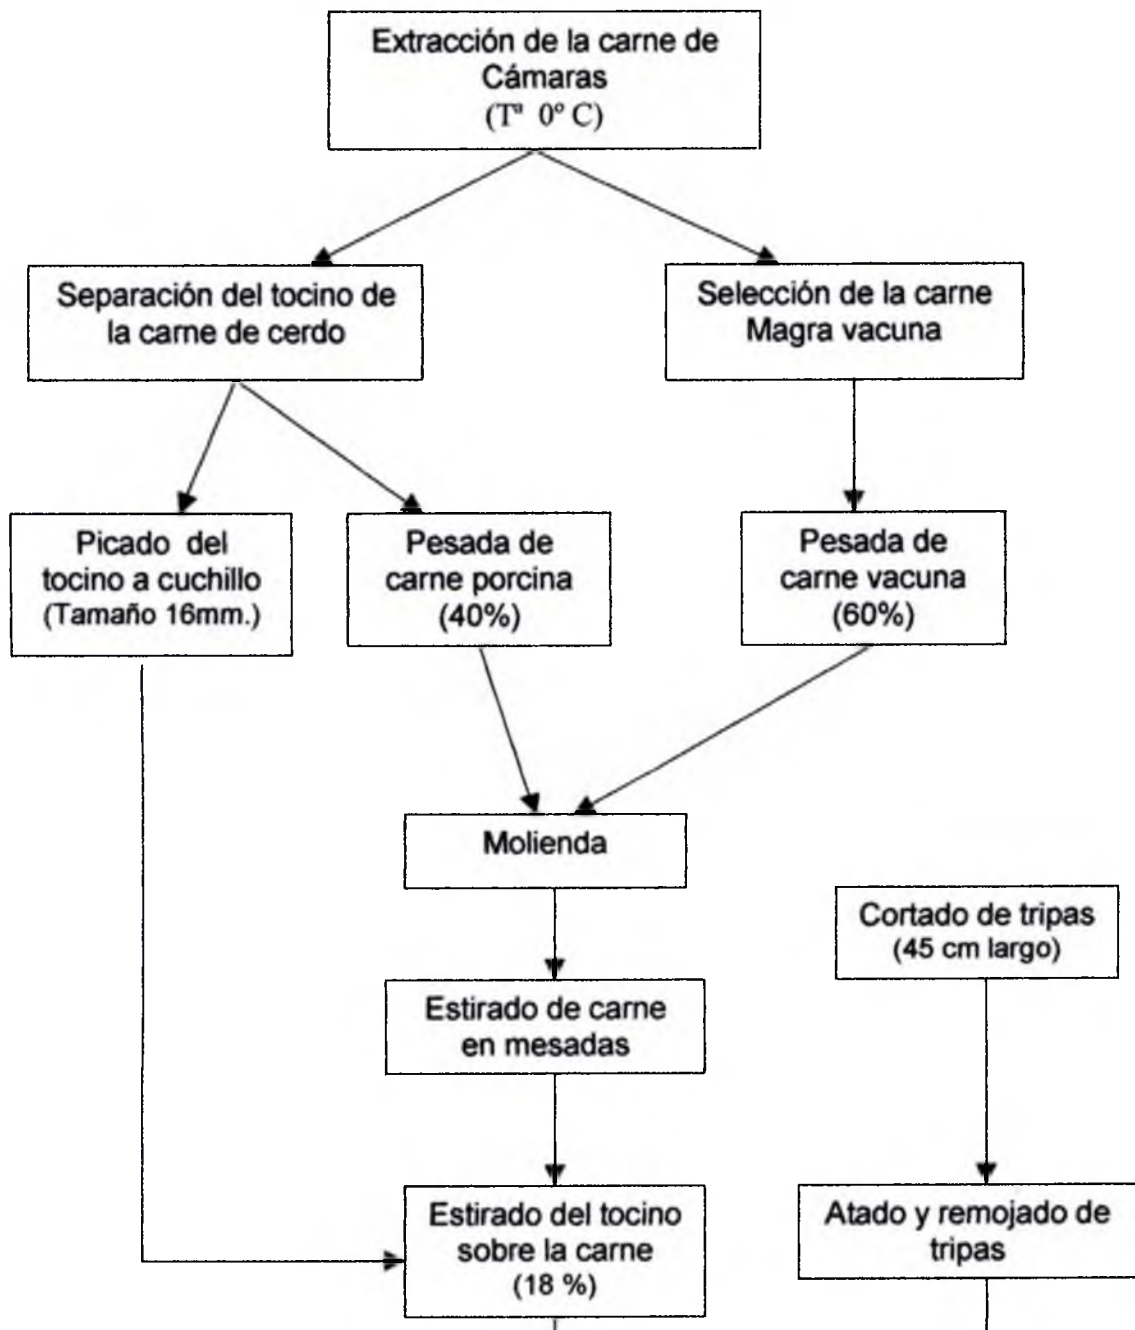 Extracción de la carne de
Cámaras
(Tª 0º C)
Separación del tocino de
la carne de cerdo
Selección de la carne
Magra vacuna
Picado del
tocino a cuchillo
(Tamaño 16mm.)
Pesada de
carne porcina
(40%)
Pesada de
carne vacuna
(60%)
Molienda
Cortado de tripas
(45 cm largo)
Estirado de carne
en mesadas
Estirado del tocino
sobre la carne
(18 %)
Atado y remojado de
tripas